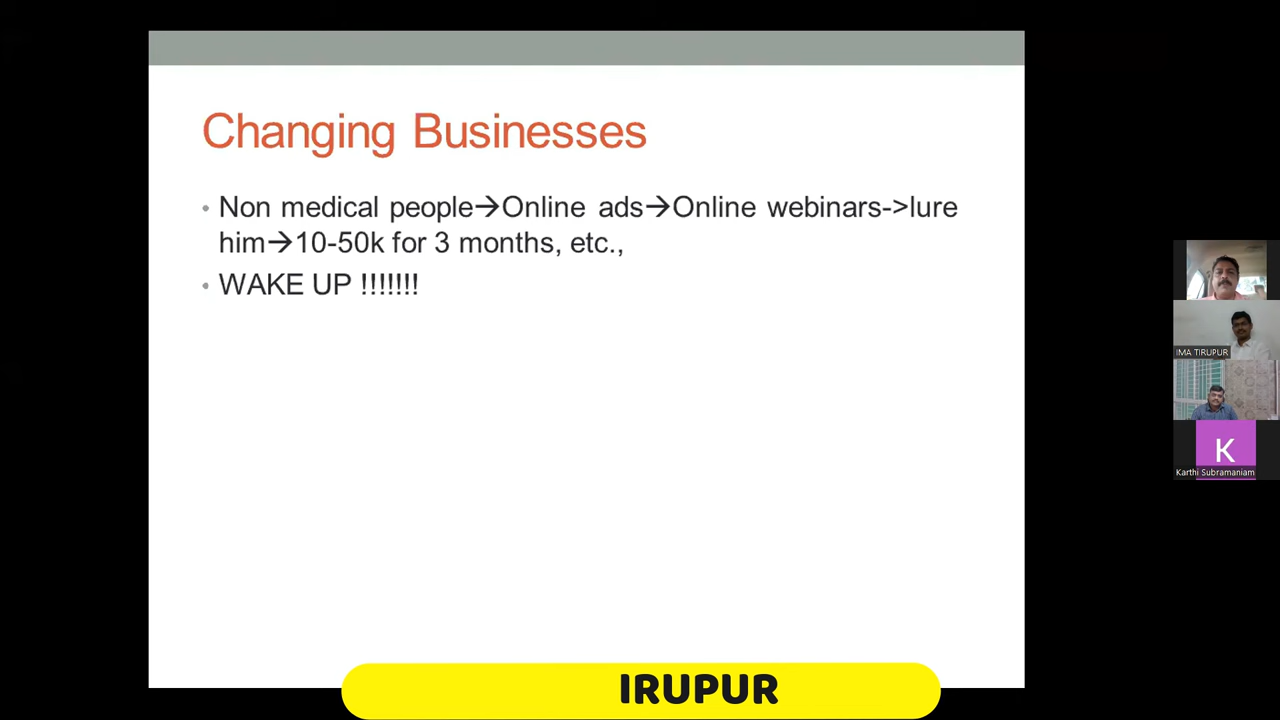 Changing Businesses
• Non medical people→Online ads→Online webinars->lure
him→10-50k for 3 months, etc.,
• WAKE UP !!!!!!!
IMA TIRUPUR
K
Karthi Subramaniam
IRUPUR